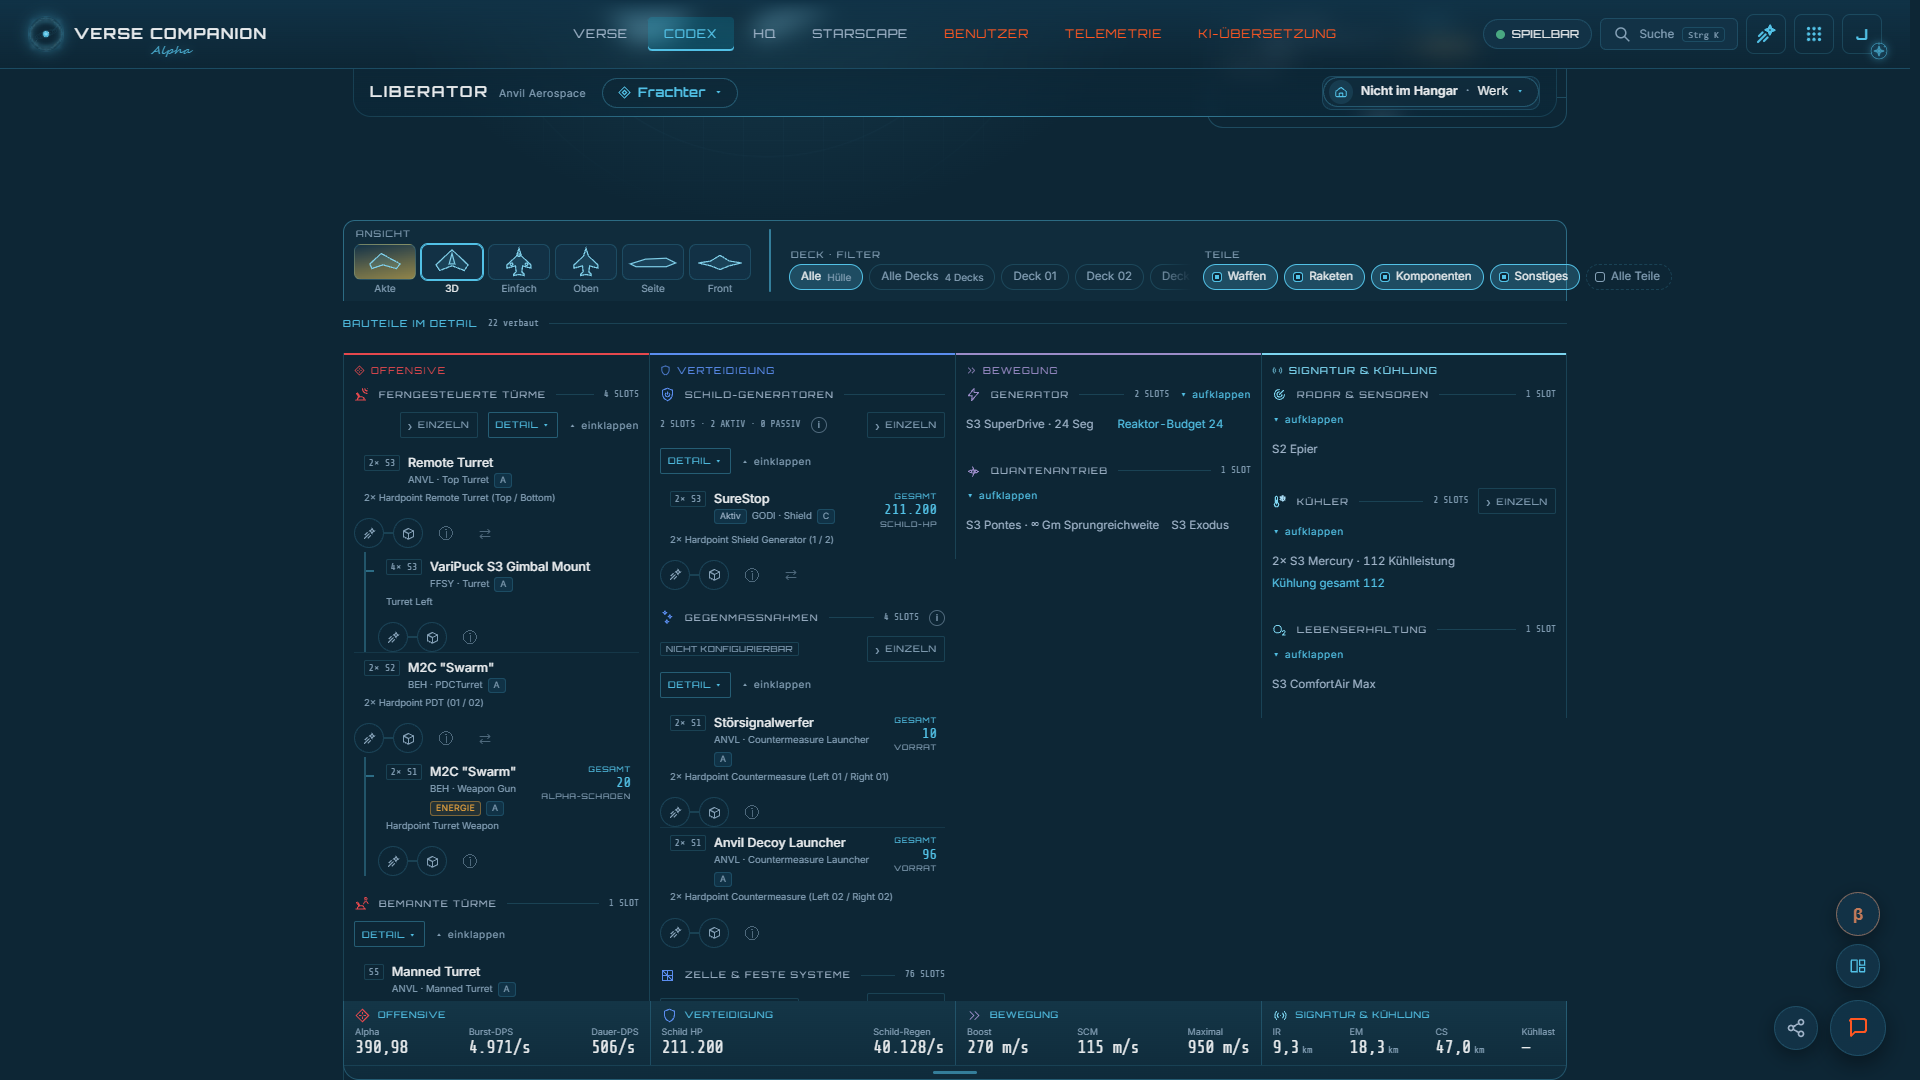 VERSE COMPANION
Alpha
VERSE CODEX HQ STARSCAPE BENUTZER TELEMETRIE KI-ÜBERSETZUNG
SPIELBAR
Suche Strg K
LIBERATOR Anvil Aerospace Frachter
Nicht im Hangar · Werk
ANSICHT
Akte 3D Einfach Oben Seite Front
DECK · FILTER
Alle Hülle Alle Decks 4 Decks Deck 01 Deck 02 Deck
TEILE
Waffen Raketen Komponenten Sonstiges Alle Teile
BAUTEILE IM DETAIL 22 verbaut
OFFENSIVE
FERNGESTEUERTE TÜRME 4 SLOTS
EINZELN DETAIL einklappen
2× S3 Remote Turret
ANVL · Top Turret A
2× Hardpoint Remote Turret (Top / Bottom)
4× S3 VariPuck S3 Gimbal Mount
FFSY · Turret A
Turret Left
2× S2 M2C "Swarm"
BEH · PDCTurret A
2× Hardpoint PDT (01 / 02)
2× S1 M2C "Swarm"
BEH · Weapon Gun
ENERGIE A
GESAMT
20
ALPHA-SCHADEN
Hardpoint Turret Weapon
BEMANNTE TÜRME 1 SLOT
DETAIL einklappen
S5 Manned Turret
ANVL · Manned Turret A
VERTEIDIGUNG
SCHILD-GENERATOREN
2 SLOTS · 2 AKTIV · 0 PASSIV
EINZELN
DETAIL einklappen
2× S3 SureStop
Aktiv GODI · Shield C
GESAMT
211.200
SCHILD-HP
2× Hardpoint Shield Generator (1 / 2)
GEGENMASSNAHMEN 4 SLOTS
NICHT KONFIGURIERBAR EINZELN
DETAIL einklappen
2× S1 Störsignalwerfer
ANVL · Countermeasure Launcher
A
GESAMT
10
VORRAT
2× Hardpoint Countermeasure (Left 01 / Right 01)
2× S1 Anvil Decoy Launcher
ANVL · Countermeasure Launcher
A
GESAMT
96
VORRAT
2× Hardpoint Countermeasure (Left 02 / Right 02)
ZELLE & FESTE SYSTEME 76 SLOTS
BEWEGUNG
GENERATOR 2 SLOTS aufklappen
S3 SuperDrive · 24 Seg Reaktor-Budget 24
QUANTENANTRIEB 1 SLOT
aufklappen
S3 Pontes · ∞ Gm Sprungreichweite S3 Exodus
SIGNATUR & KÜHLUNG
RADAR & SENSOREN 1 SLOT
aufklappen
S2 Epier
KÜHLER 2 SLOTS EINZELN
aufklappen
2× S3 Mercury · 112 Kühlleistung
Kühlung gesamt 112
LEBENSERHALTUNG 1 SLOT
aufklappen
S3 ComfortAir Max
OFFENSIVE
Alpha Burst-DPS Dauer-DPS
390,98 4.971/s 506/s
VERTEIDIGUNG
Schild HP Schild-Regen
211.200 40.128/s
BEWEGUNG
Boost SCM Maximal
270 m/s 115 m/s 950 m/s
SIGNATUR & KÜHLUNG
IR EM CS Kühllast
9,3 km 18,3 km 47,0 km –
β